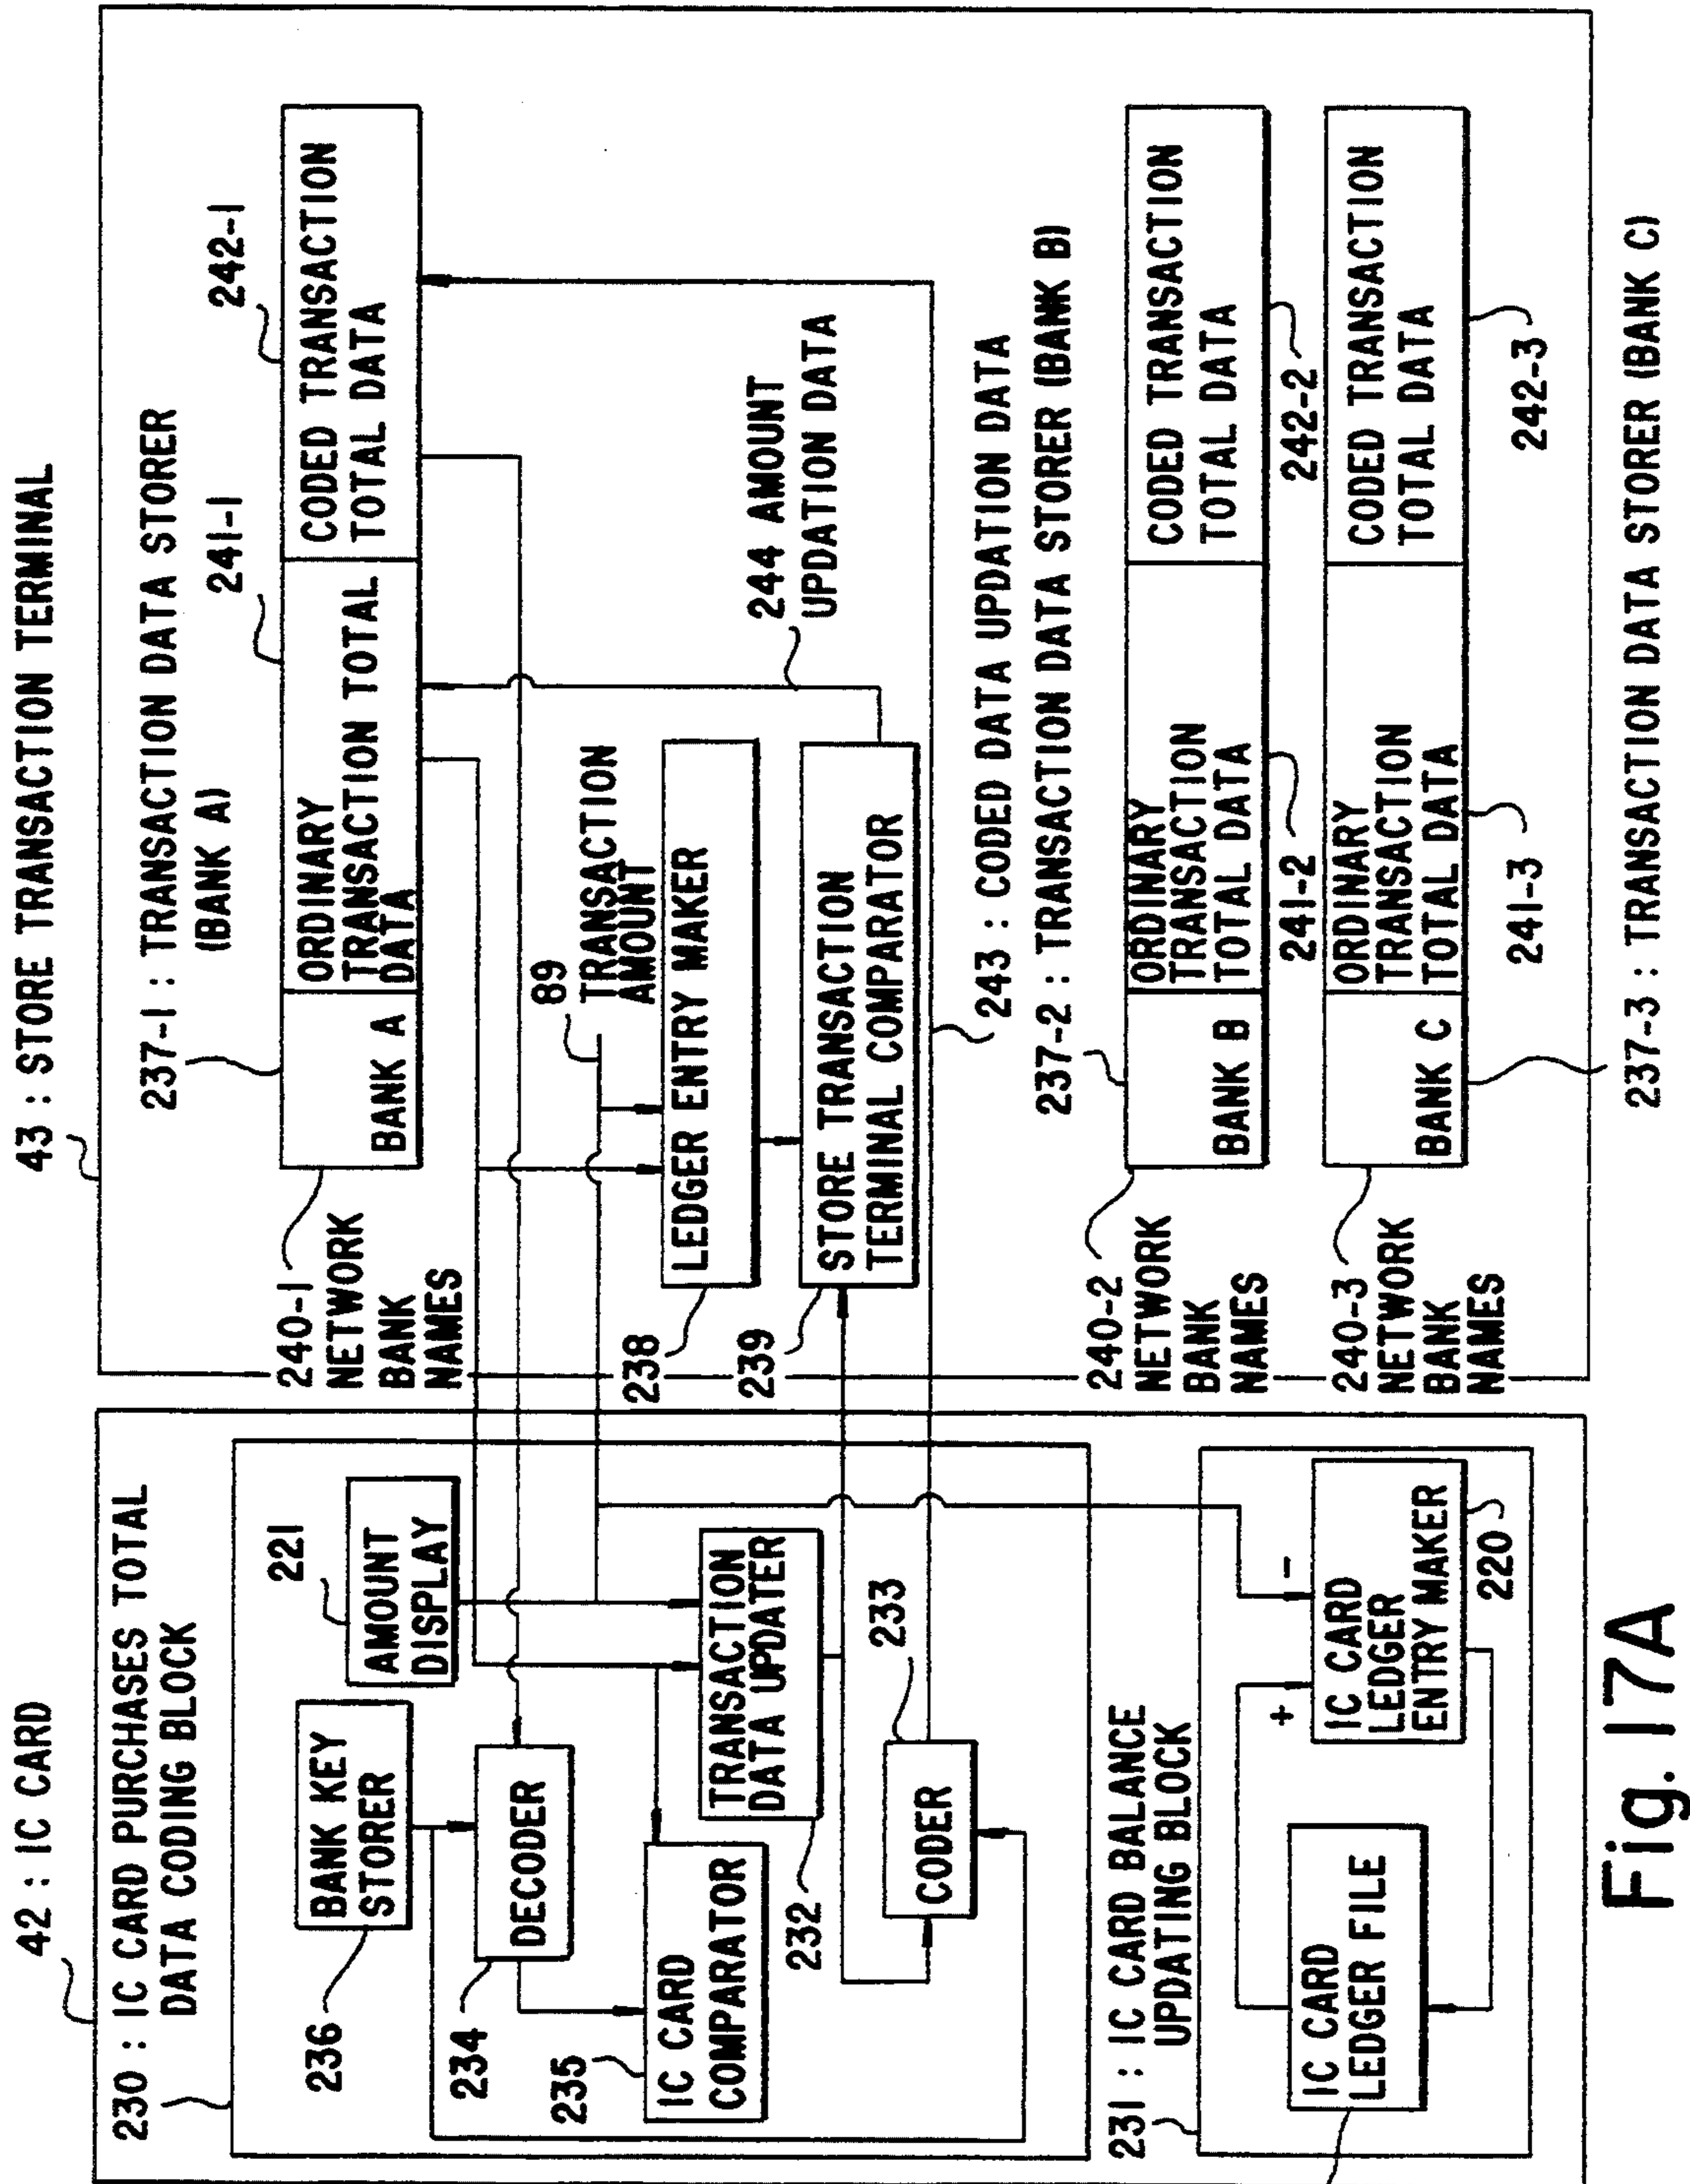 42 : IC CARD
230 : IC CARD PURCHASES TOTAL
DATA CODING BLOCK
236
BANK KEY
STORER
221
AMOUNT
DISPLAY
234
DECODER
235
IC CARD
COMPARATOR
TRANSACTION
DATA UPDATER
232
233
CODER
231 : IC CARD BALANCE
UPDATING BLOCK
IC CARD
LEDGER FILE
+
-
IC CARD
LEDGER
ENTRY MAKER
220
43 : STORE TRANSACTION TERMINAL
237-1 : TRANSACTION DATA STORER
(BANK A)
241-1
242-1
240-1
NETWORK
BANK
NAMES
BANK A
ORDINARY
TRANSACTION TOTAL
DATA
CODED TRANSACTION
TOTAL DATA
89
TRANSACTION
AMOUNT
238
LEDGER ENTRY MAKER
239
STORE TRANSACTION
TERMINAL COMPARATOR
244 AMOUNT
UPDATION DATA
243 : CODED DATA UPDATION DATA
237-2 : TRANSACTION DATA STORER (BANK B)
240-2
NETWORK
BANK
NAMES
BANK B
ORDINARY
TRANSACTION
TOTAL DATA
CODED TRANSACTION
TOTAL DATA
241-2
242-2
240-3
NETWORK
BANK
NAMES
BANK C
ORDINARY
TRANSACTION
TOTAL DATA
CODED TRANSACTION
TOTAL DATA
241-3
242-3
237-3 : TRANSACTION DATA STORER (BANK C)
Fig. 17A